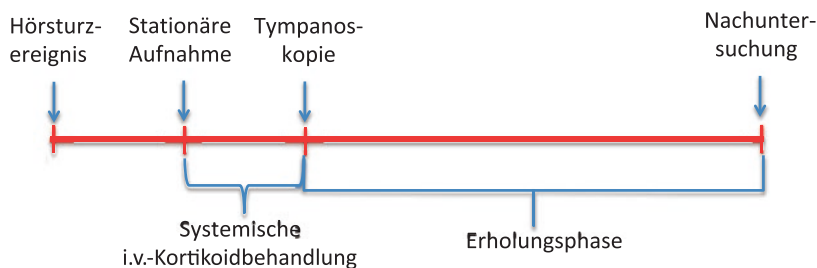 Hörsturz-
ereignis
Stationäre
Aufnahme
Tympanos-
kopie
Nachunter-
suchung
Systemische
i.v.-Kortikoidbehandlung
Erholungsphase